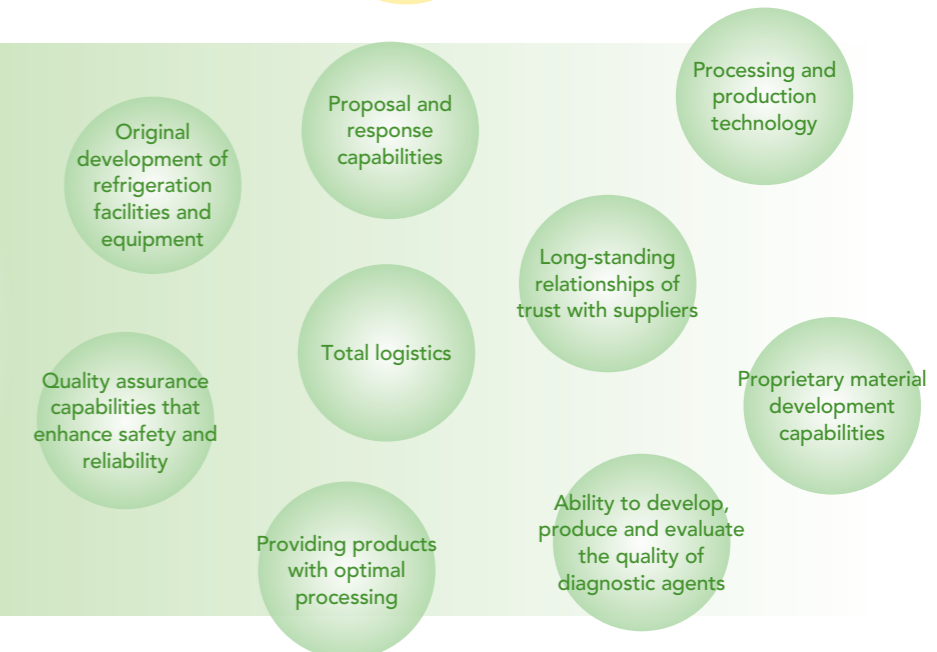 Original
development of
refrigeration
facilities and
equipment
Proposal and
response
capabilities
Processing and
production
technology
Long-standing
relationships of
trust with suppliers
Total logistics
Quality assurance
capabilities that
enhance safety and
reliability
Proprietary material
development
capabilities
Providing products
with optimal
processing
Ability to develop,
produce and evaluate
the quality of
diagnostic agents